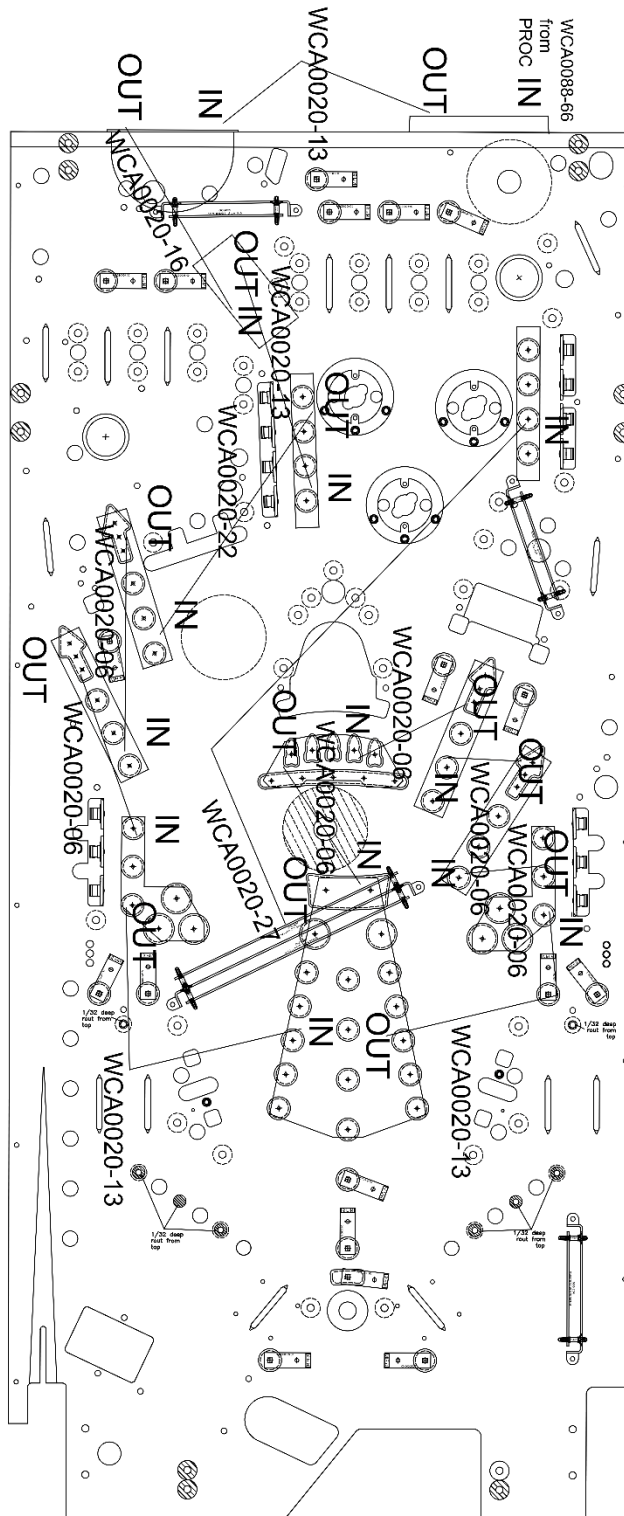 WCA0088-66
from
PROC
IN
OUT
WCA0020-13
IN
OUT
WCA0020-16
OUT
IN
WCA0020-13
OUT
IN
IN
WCA0020-22
OUT
WCA0020-06
IN
OUT
WCA0020-06
IN
WCA0020-06
OUT
IN
OUT
WCA0020-06
OUT
IN
WCA0020-27
WCA0020-06
WCA0020-06
IN
OUT
IN
IN
OUT
IN
OUT
OUT
IN
OUT
1/32 deep
rout from
top
1/32 deep
rout from
top
WCA0020-13
WCA0020-13
1/32 deep
rout from
top
1/32 deep
rout from
top